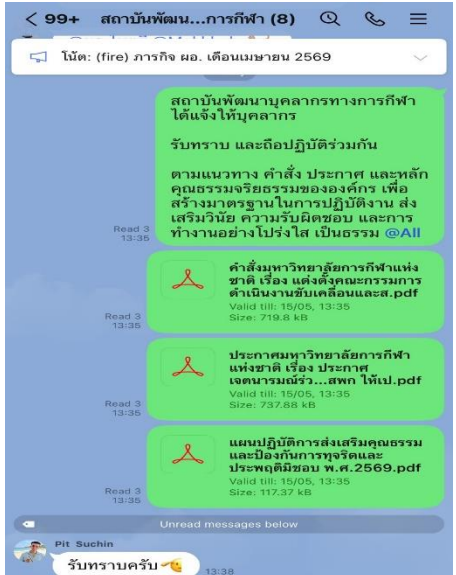 99+ สถาบันพัฒน...การกีฬา (8)
โน้ต: (fire) ภารกิจ ผอ. เดือนเมษายน 2569
สถาบันพัฒนาบุคลากรทางการกีฬา
ได้แจ้งให้บุคลากร
รับทราบ และถือปฏิบัติร่วมกัน
ตามแนวทาง คำสั่ง ประกาศ และหลัก
คุณธรรมจริยธรรมขององค์กร เพื่อ
สร้างมาตรฐานในการปฏิบัติงาน ส่ง
เสริมวินัย ความรับผิดชอบ และการ
ทำงานอย่างโปร่งใส เป็นธรรม @All
Read 3
13:35
คำสั่งมหาวิทยาลัยการกีฬาแห่ง
ชาติ เรื่อง แต่งตั้งคณะกรรมการ
ดำเนินงานขับเคลื่อนและส.pdf
Valid till: 15/05, 13:35
Size: 719.8 kB
Read 3
13:35
ประกาศมหาวิทยาลัยการกีฬา
แห่งชาติ เรื่อง ประกาศ
เจตนารมณ์ร่ว...สพก ให้เป.pdf
Valid till: 15/05, 13:35
Size: 737.88 kB
Read 3
13:35
แผนปฏิบัติการส่งเสริมคุณธรรม
และป้องกันการทุจริตและ
ประพฤติมิชอบ พ.ศ.2569.pdf
Valid till: 15/05, 13:35
Size: 117.37 kB
Read 3
13:35
Unread messages below
Pit Suchin
รับทราบครับ
13:38